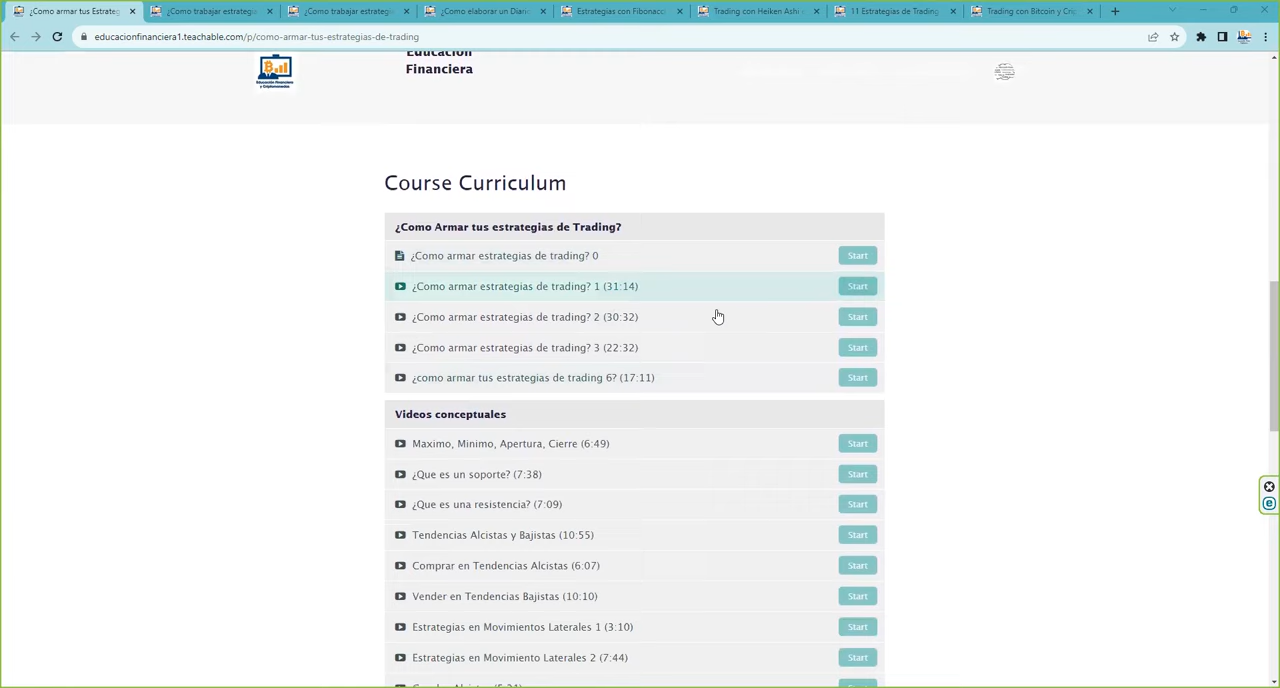 ¿Como armar tus Estrateg
¿Como trabajar estrategi
¿Como trabajar estrategi
¿Como elaborar un Diari
Estrategias con Fibonacc
Trading con Heiken Ashi
11 Estrategias de Trading
Trading con Bitcoin y Crip
educacionfinanciera1.teachable.com/p/como-armar-tus-estrategias-de-trading
Educación
Financiera
Course Curriculum
¿Como Armar tus estrategias de Trading?
¿Como armar estrategias de trading? 0 Start
¿Como armar estrategias de trading? 1 (31:14) Start
¿Como armar estrategias de trading? 2 (30:32) Start
¿Como armar estrategias de trading? 3 (22:32) Start
¿como armar tus estrategias de trading 6? (17:11) Start
Videos conceptuales
Maximo, Minimo, Apertura, Cierre (6:49) Start
¿Que es un soporte? (7:38) Start
¿Que es una resistencia? (7:09) Start
Tendencias Alcistas y Bajistas (10:55) Start
Comprar en Tendencias Alcistas (6:07) Start
Vender en Tendencias Bajistas (10:10) Start
Estrategias en Movimientos Laterales 1 (3:10) Start
Estrategias en Movimiento Laterales 2 (7:44) Start